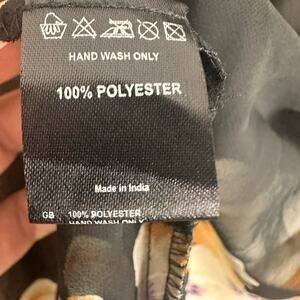 HAND WASH ONLY
100% POLYESTER
Made in India
GB 100% POLYESTER
HAND WASH ONLY